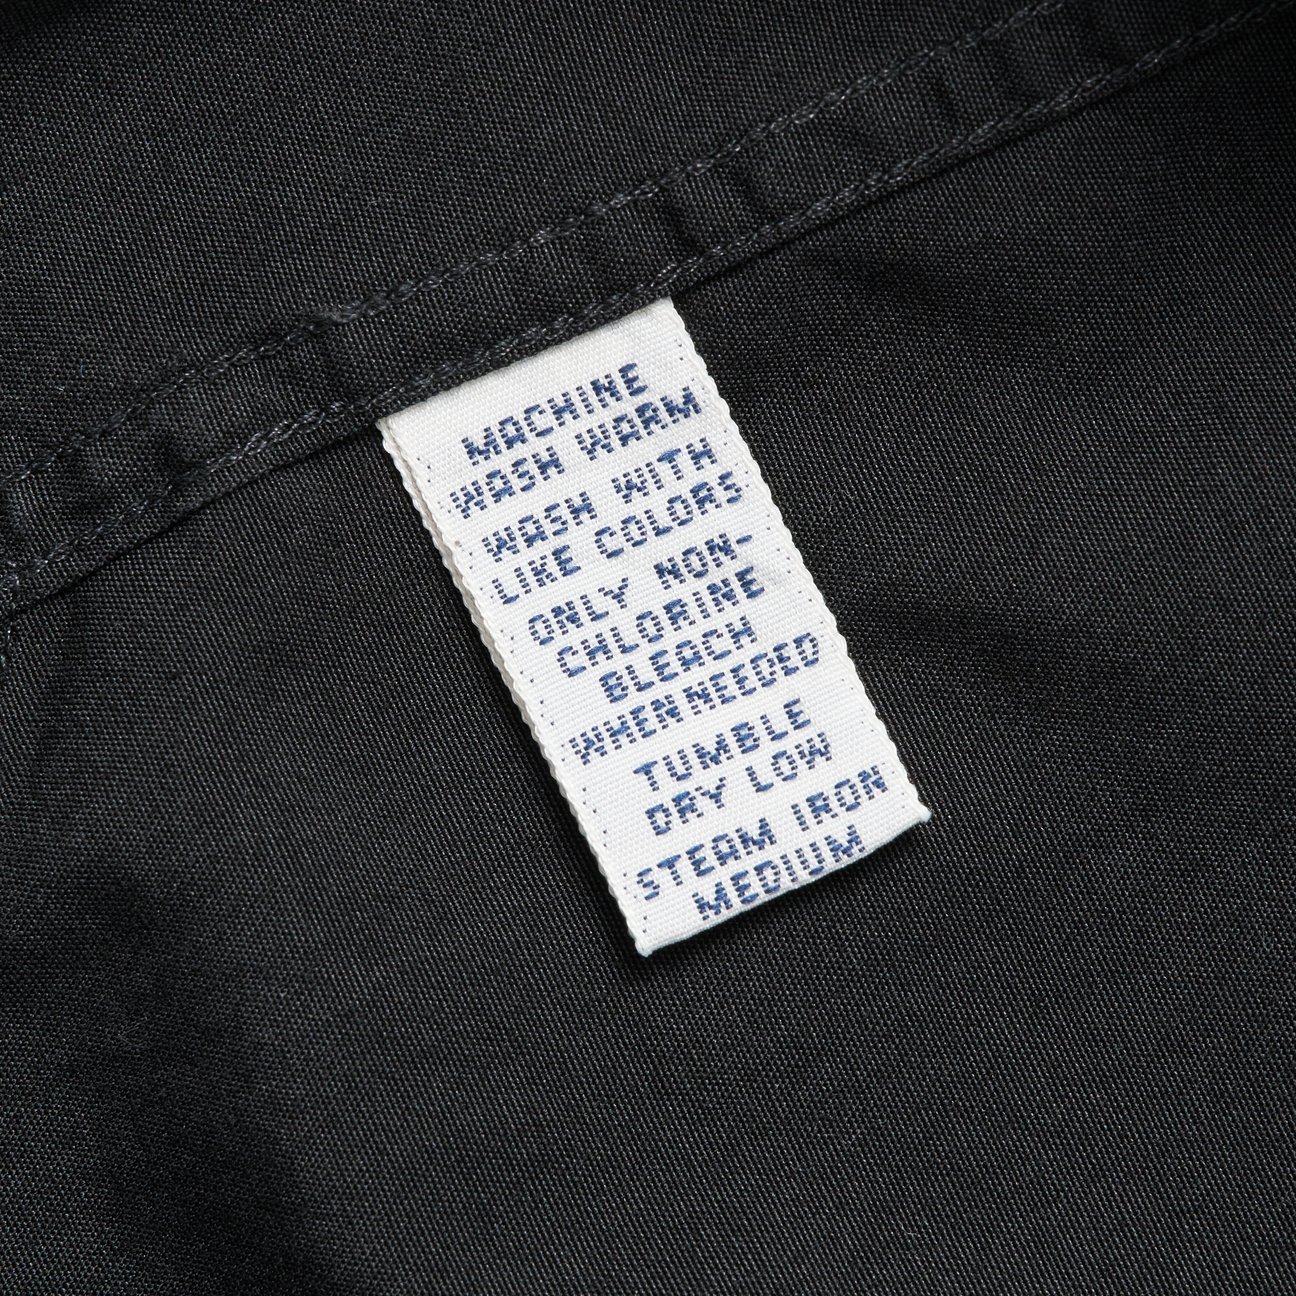 MACHINE
WASH WARM
WASH WITH
LIKE COLORS
ONLY NON-
CHLORINE
BLEACH
WHEN NEEDED
TUMBLE
DRY LOW
STEAM IRON
MEDIUM